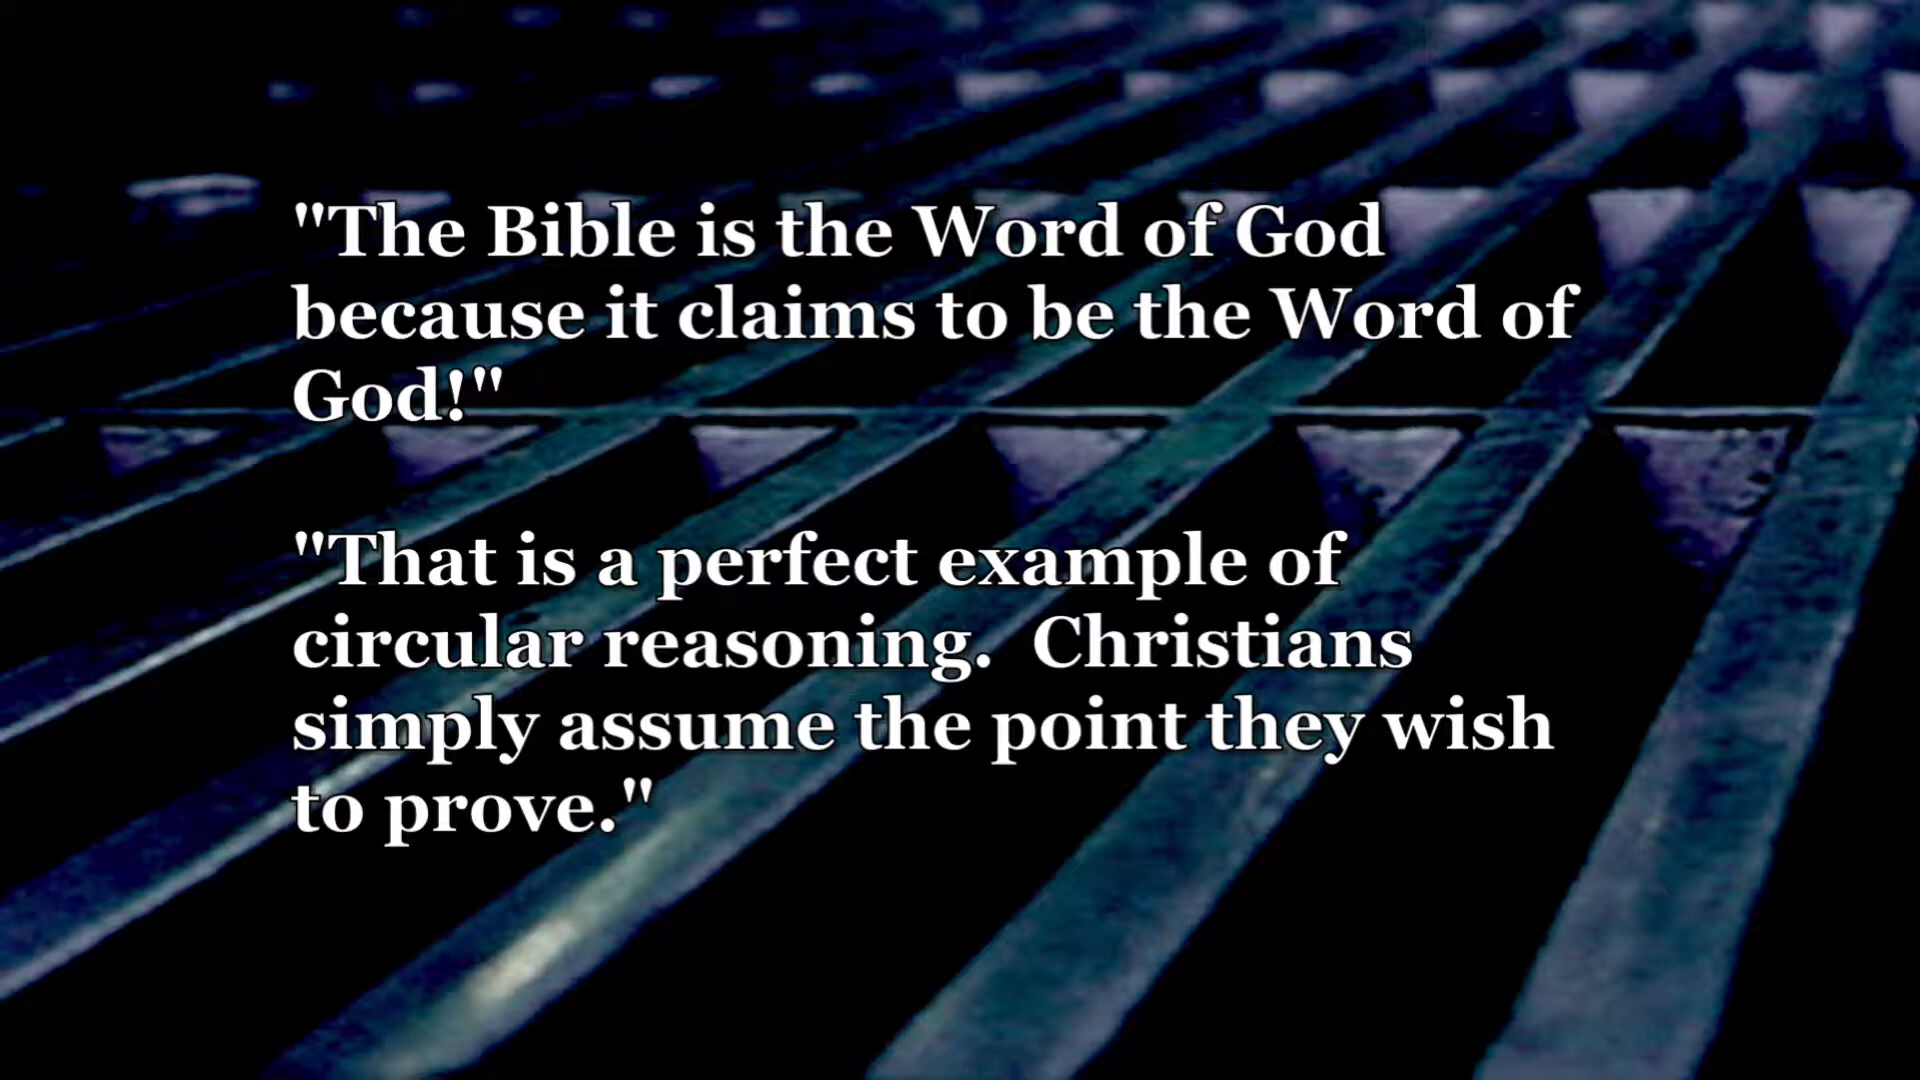 "The Bible is the Word of God
because it claims to be the Word of
God!"
"That is a perfect example of
circular reasoning.  Christians
simply assume the point they wish
to prove."